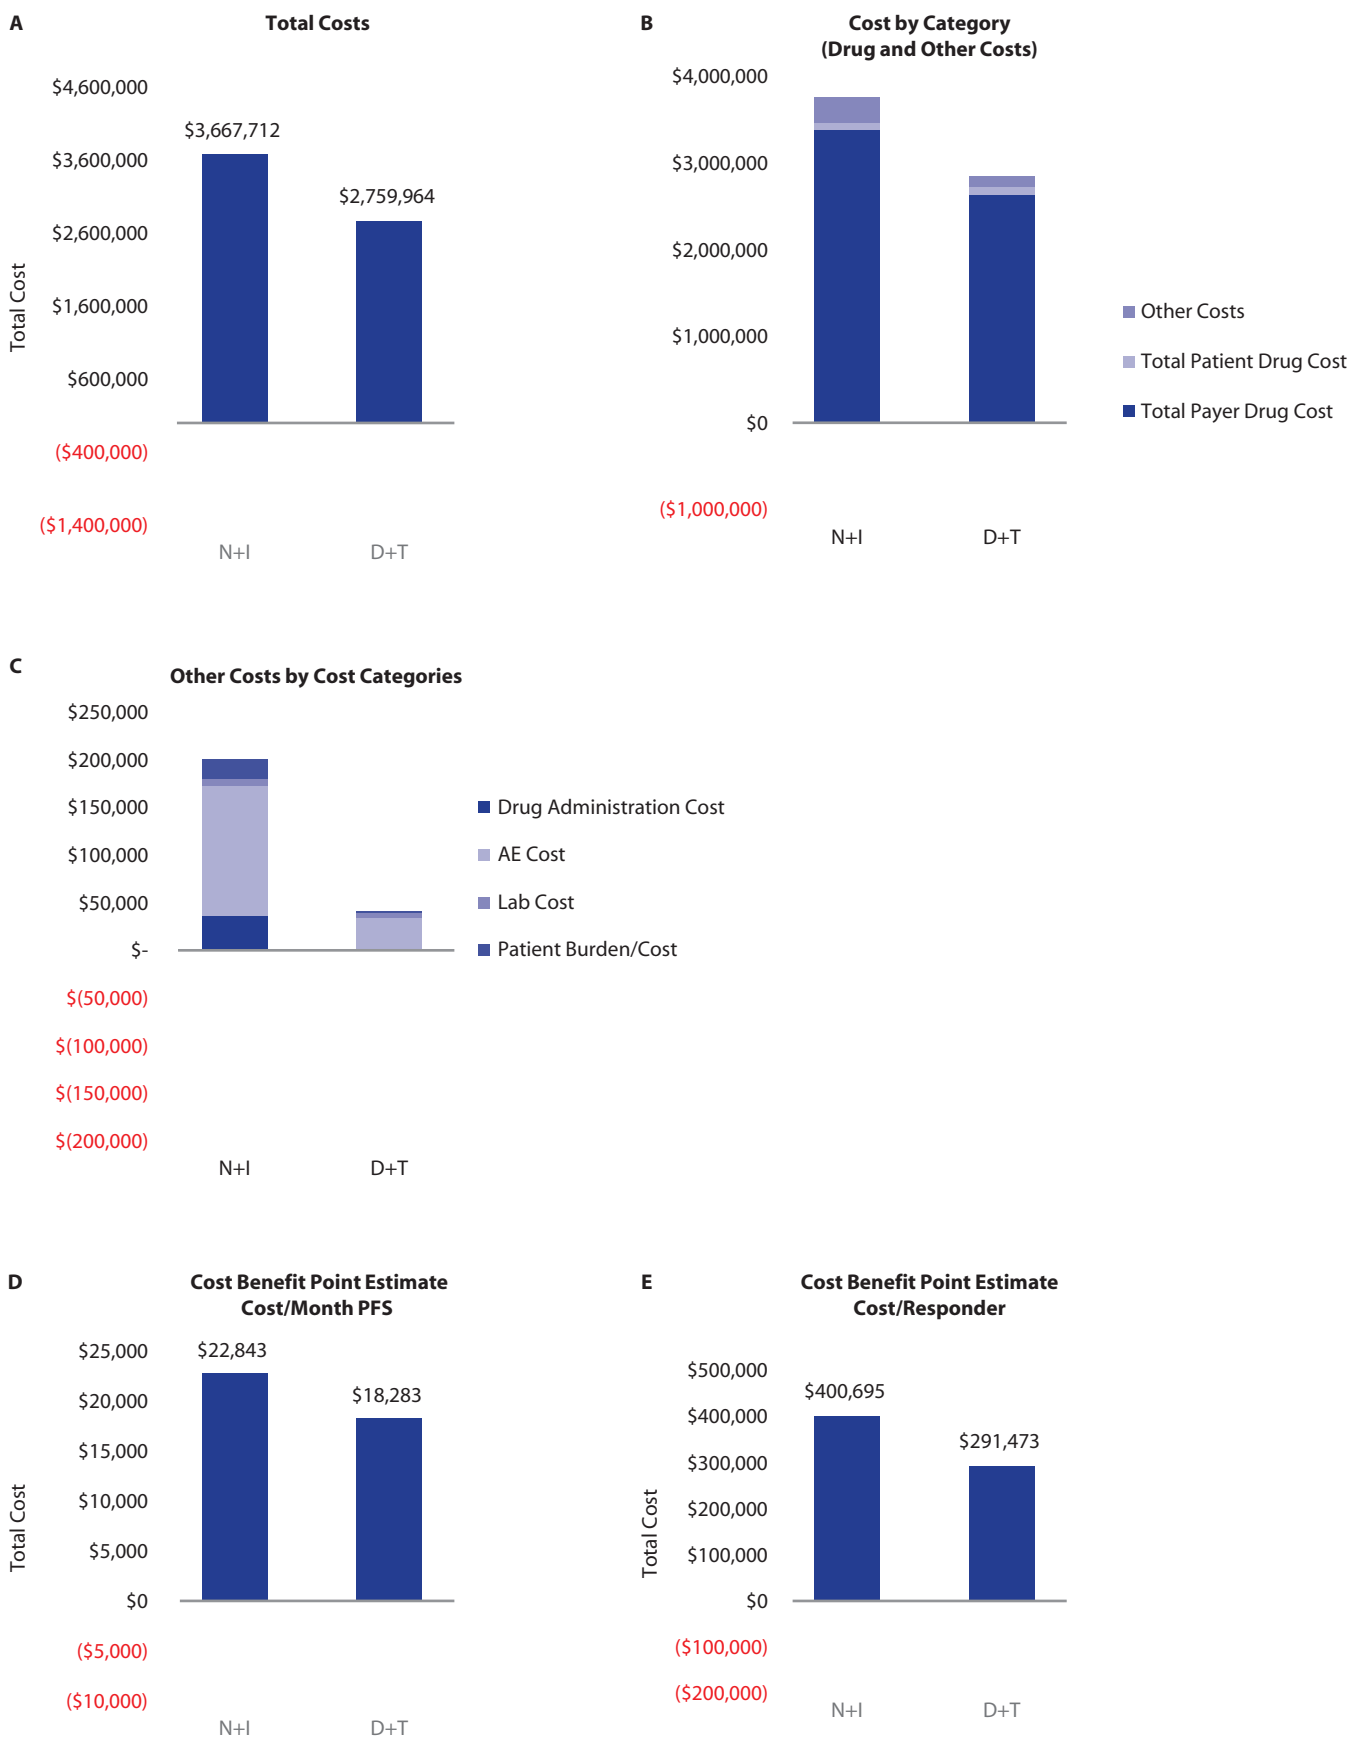 A
Total Costs
$4,600,000
$3,600,000
$2,600,000
$1,600,000
$600,000
($400,000)
($1,400,000)
Total Cost
$3,667,712
$2,759,964
N+I
D+T
B
Cost by Category
(Drug and Other Costs)
$4,000,000
$3,000,000
$2,000,000
$1,000,000
$0
($1,000,000)
N+I
D+T
Other Costs
Total Patient Drug Cost
Total Payer Drug Cost
C
Other Costs by Cost Categories
$250,000
$200,000
$150,000
$100,000
$50,000
$-
$(50,000)
$(100,000)
$(150,000)
$(200,000)
N+I
D+T
Drug Administration Cost
AE Cost
Lab Cost
Patient Burden/Cost
D
Cost Benefit Point Estimate
Cost/Month PFS
$25,000
$20,000
$15,000
$10,000
$5,000
$0
($5,000)
($10,000)
Total Cost
$22,843
$18,283
N+I
D+T
E
Cost Benefit Point Estimate
Cost/Responder
$500,000
$400,000
$300,000
$200,000
$100,000
$0
($100,000)
($200,000)
Total Cost
$400,695
$291,473
N+I
D+T